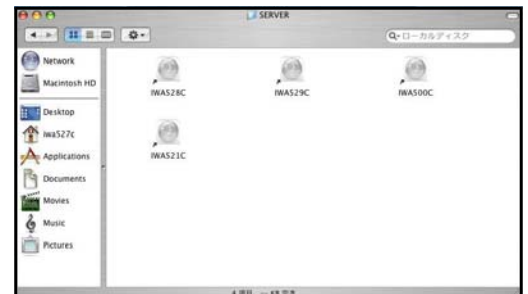 SERVER
Q- ローカルディスク
Network
Macintosh HD
Desktop
iwa527c
Applications
Documents
Movies
Music
Pictures
IWA528C
IWA529C
IWA500C
IWA521C